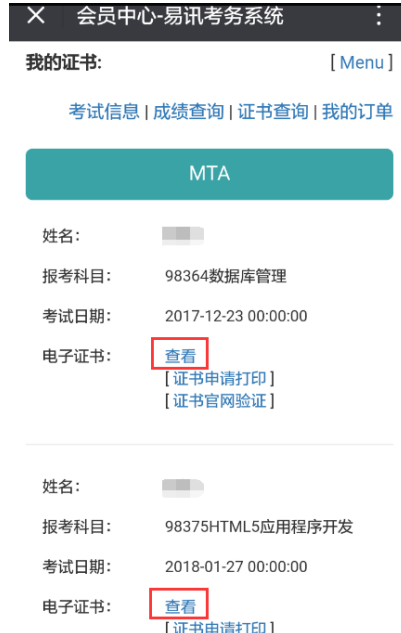 × 会员中心-易讯考务系统 ⋮
我的证书: [ Menu ]
考试信息 | 成绩查询 | 证书查询 | 我的订单
MTA
姓名:
报考科目: 98364数据库管理
考试日期: 2017-12-23 00:00:00
电子证书: 查看
[ 证书申请打印 ]
[ 证书官网验证 ]
姓名:
报考科目: 98375HTML5应用程序开发
考试日期: 2018-01-27 00:00:00
电子证书: 查看
[ 证书申请打印 ]